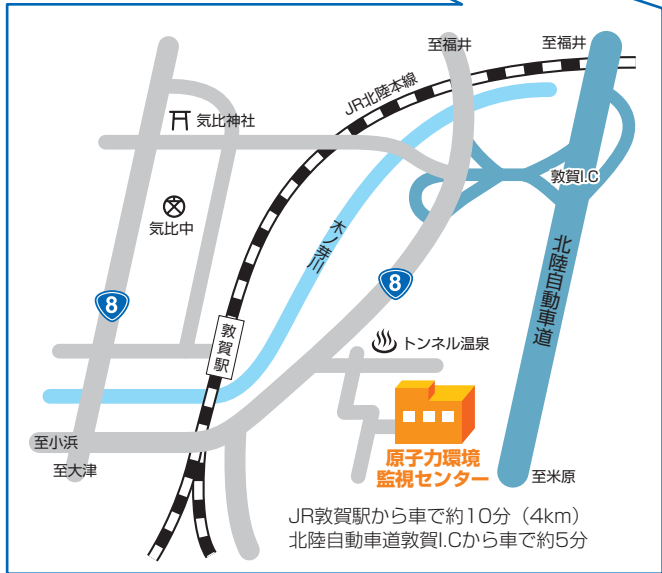 至福井
至福井
JR北陸本線
気比神社
敦賀I.C
気比中
木ノ芽川
北陸自動車道
8
8
敦賀駅
トンネル温泉
至小浜
至大津
原子力環境
監視センター
至米原
JR敦賀駅から車で約10分（4km）
北陸自動車道敦賀I.Cから車で約5分